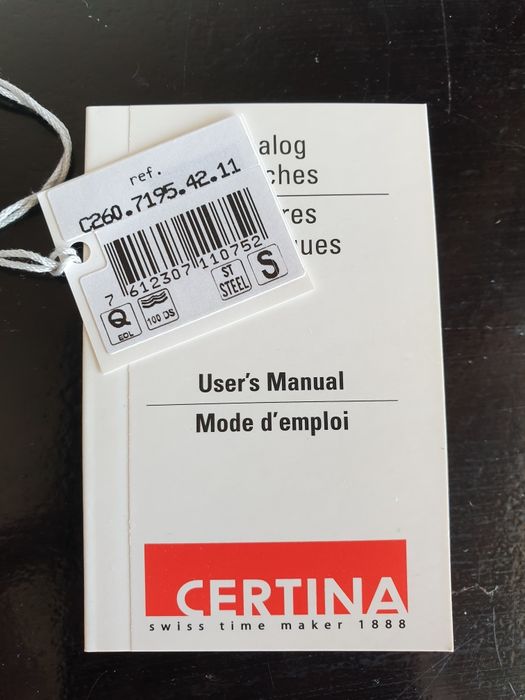 ref.
C260.7195.42.11
7 612307 110752
Q
EOL
100 DS
ST
STEEL
S
alog
ches
res
ques
User's Manual
Mode d'emploi
CERTINA
swiss time maker 1888